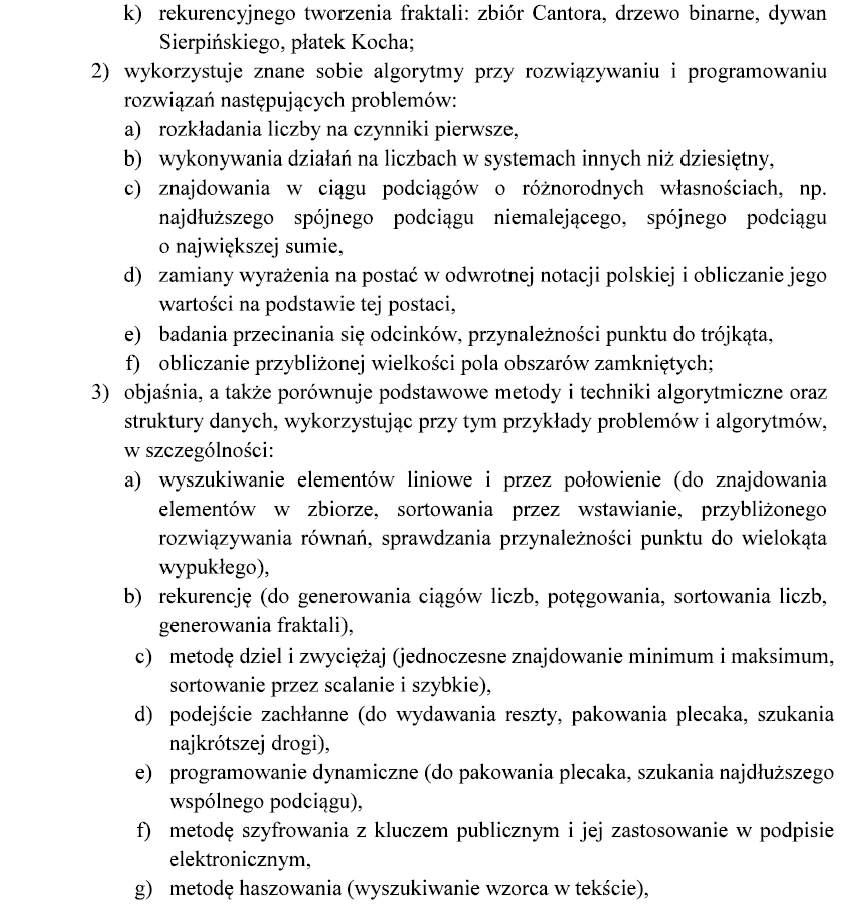 k) rekurencyjnego tworzenia fraktali: zbiór Cantora, drzewo binarne, dywan
Sierpińskiego, płatek Kocha;
2) wykorzystuje znane sobie algorytmy przy rozwiązywaniu i programowaniu
rozwiązań następujących problemów:
a) rozkładania liczby na czynniki pierwsze,
b) wykonywania działań na liczbach w systemach innych niż dziesiętny,
c) znajdowania w ciągu podciągów o różnorodnych własnościach, np.
najdłuższego spójnego podciągu niemalejącego, spójnego podciągu
o największej sumie,
d) zamiany wyrażenia na postać w odwrotnej notacji polskiej i obliczanie jego
wartości na podstawie tej postaci,
e) badania przecinania się odcinków, przynależności punktu do trójkąta,
f) obliczanie przybliżonej wielkości pola obszarów zamkniętych;
3) objaśnia, a także porównuje podstawowe metody i techniki algorytmiczne oraz
struktury danych, wykorzystując przy tym przykłady problemów i algorytmów,
w szczególności:
a) wyszukiwanie elementów liniowe i przez połowienie (do znajdowania
elementów w zbiorze, sortowania przez wstawianie, przybliżonego
rozwiązywania równań, sprawdzania przynależności punktu do wielokąta
wypukłego),
b) rekurencję (do generowania ciągów liczb, potęgowania, sortowania liczb,
generowania fraktali),
c) metodę dziel i zwyciężaj (jednoczesne znajdowanie minimum i maksimum,
sortowanie przez scalanie i szybkie),
d) podejście zachłanne (do wydawania reszty, pakowania plecaka, szukania
najkrótszej drogi),
e) programowanie dynamiczne (do pakowania plecaka, szukania najdłuższego
wspólnego podciągu),
f) metodę szyfrowania z kluczem publicznym i jej zastosowanie w podpisie
elektronicznym,
g) metodę haszowania (wyszukiwanie wzorca w tekście),